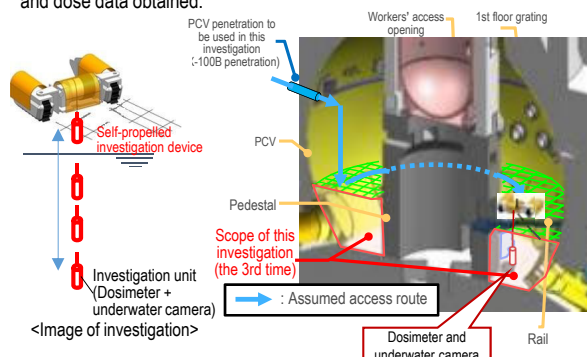 and dose data obtained.
PCV penetration to
be used in this
investigation
(X-100B penetration)
Workers' access
opening
1st floor grating
Self-propelled
investigation device
PCV
Pedestal
Scope of this
investigation
(the 3rd time)
Investigation unit
(Dosimeter +
underwater camera)
<Image of investigation>
: Assumed access route
Dosimeter and
underwater camera
Rail